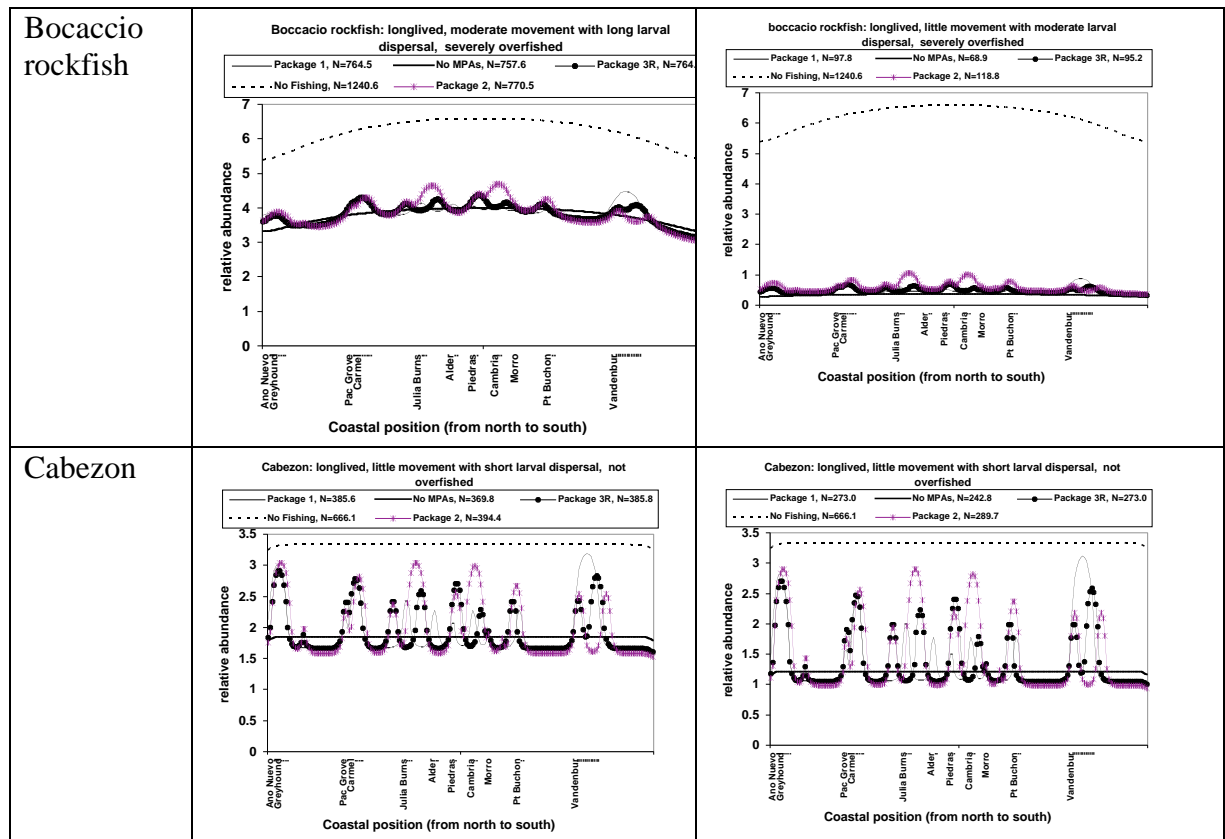 Bocaccio
rockfish
Boccacio rockfish: longlived, moderate movement with long larval
dispersal, severely overfished
Package 1, N=764.5 No MPAs, N=757.6 Package 3R, N=764.
No Fishing, N=1240.6 Package 2, N=770.5
7
6
5
4
3
2
1
0
relative abundance
Ano Nuevo
Greyhound
Pac Grove
Carmel
Julia Burns
Alder
Piedras
Cambria
Morro
Pt Buchon
Vandenbur
Coastal position (from north to south)
boccacio rockfish: longlived, little movement with moderate larval
dispersal, severely overfished
Package 1, N=97.8 No MPAs, N=68.9 Package 3R, N=95.2
No Fishing, N=1240.6 Package 2, N=118.8
7
6
5
4
3
2
1
0
relative abundance
Ano Nuevo
Greyhound
Pac Grove
Carmel
Julia Burns
Alder
Piedras
Cambria
Morro
Pt Buchon
Vandenbur
Coastal position (from north to south)
Cabezon
Cabezon: longlived, little movement with short larval dispersal, not
overfished
Package 1, N=385.6 No MPAs, N=369.8 Package 3R, N=385.8
No Fishing, N=666.1 Package 2, N=394.4
3.5
3
2.5
2
1.5
1
0.5
0
relative abundance
Ano Nuevo
Greyhound
Pac Grove
Carmel
Julia Burns
Alder
Piedras
Cambria
Morro
Pt Buchon
Vandenbur
Coastal position (from north to south)
Cabezon: longlived, little movement with short larval dispersal, not
overfished
Package 1, N=273.0 No MPAs, N=242.8 Package 3R, N=273.0
No Fishing, N=666.1 Package 2, N=289.7
3.5
3
2.5
2
1.5
1
0.5
0
relative abundance
Ano Nuevo
Greyhound
Pac Grove
Carmel
Julia Burns
Alder
Piedras
Cambria
Morro
Pt Buchon
Vandenbur
Coastal position (from north to south)